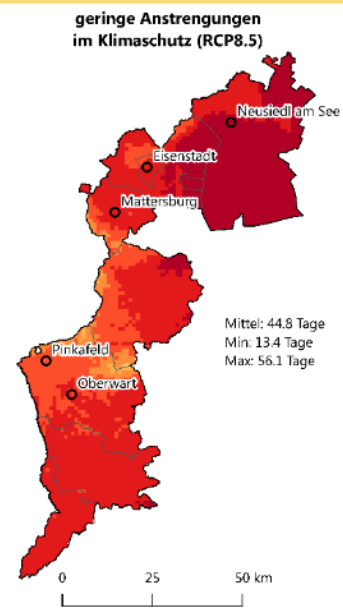 geringe Anstrengungen
im Klimaschutz (RCP8.5)
Neusiedl am See
Eisenstadt
Mattersburg
Mittel: 44.8 Tage
Min: 13.4 Tage
Max: 56.1 Tage
Pinkafeld
Oberwart
0 25 50 km